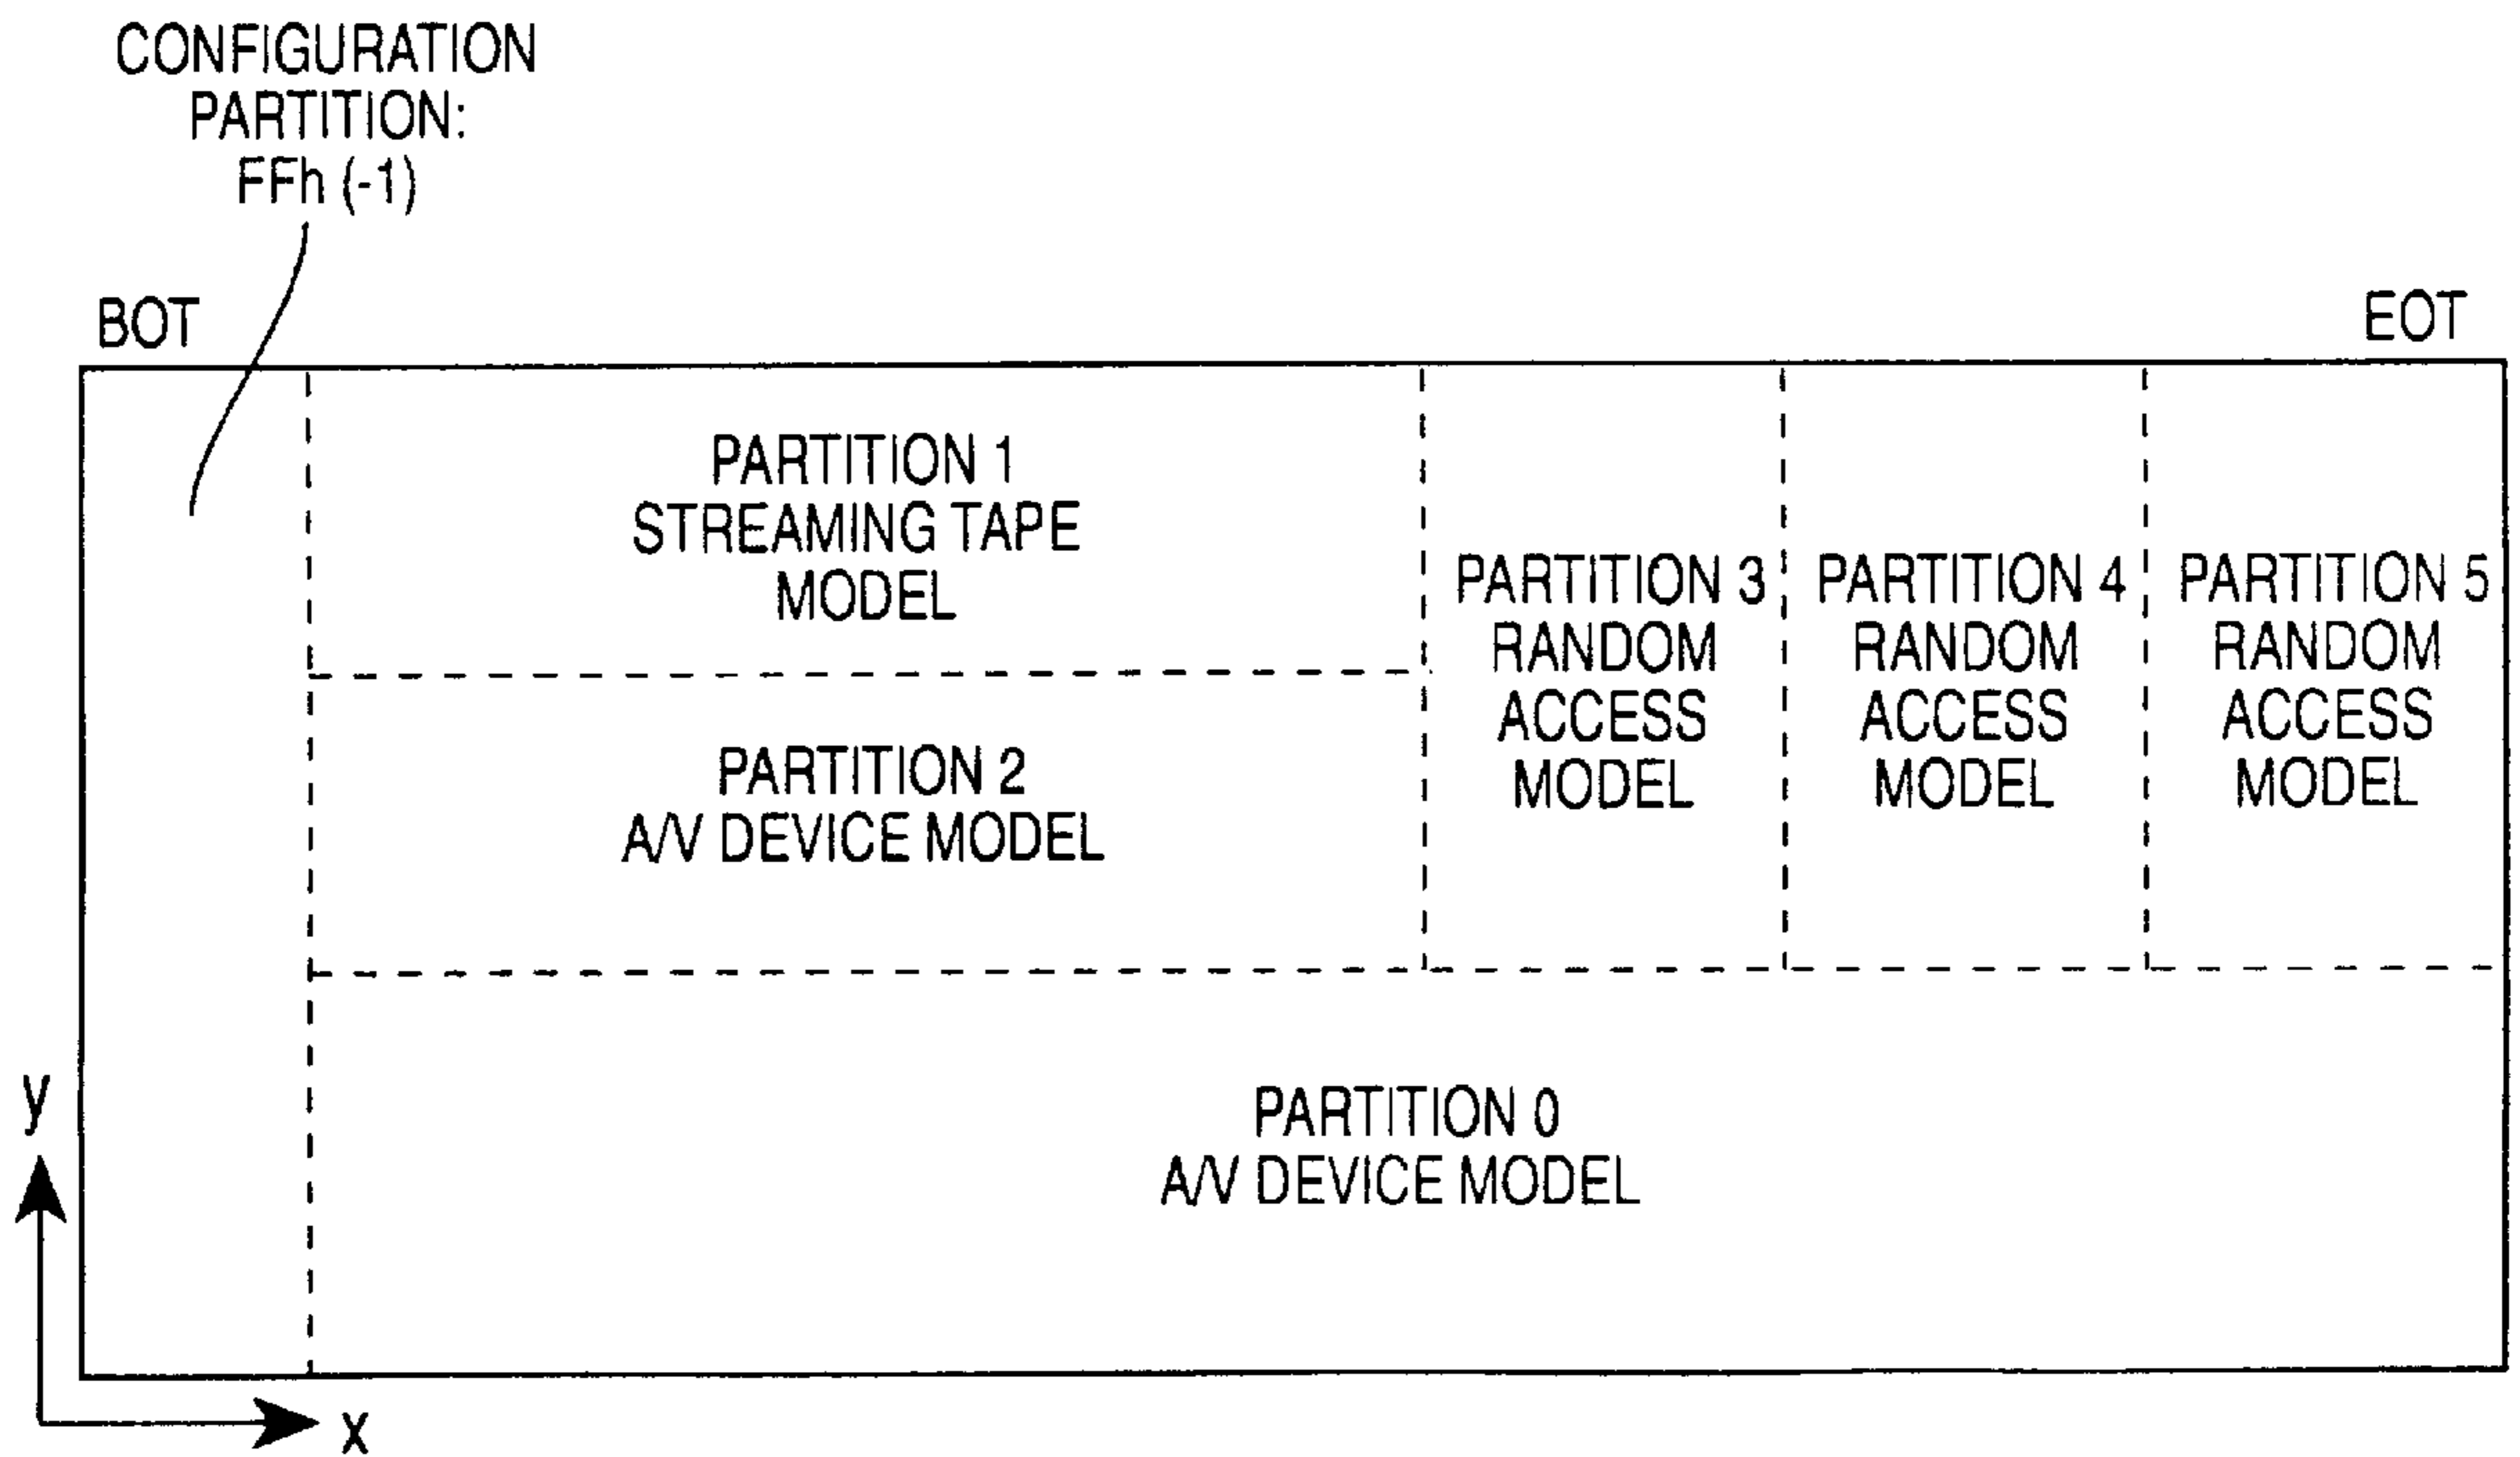 CONFIGURATION
PARTITION:
FFh (-1)
BOT
EOT
PARTITION 1
STREAMING TAPE
MODEL
PARTITION 2
A/V DEVICE MODEL
PARTITION 3
RANDOM
ACCESS
MODEL
PARTITION 4
RANDOM
ACCESS
MODEL
PARTITION 5
RANDOM
ACCESS
MODEL
PARTITION 0
A/V DEVICE MODEL
y
x